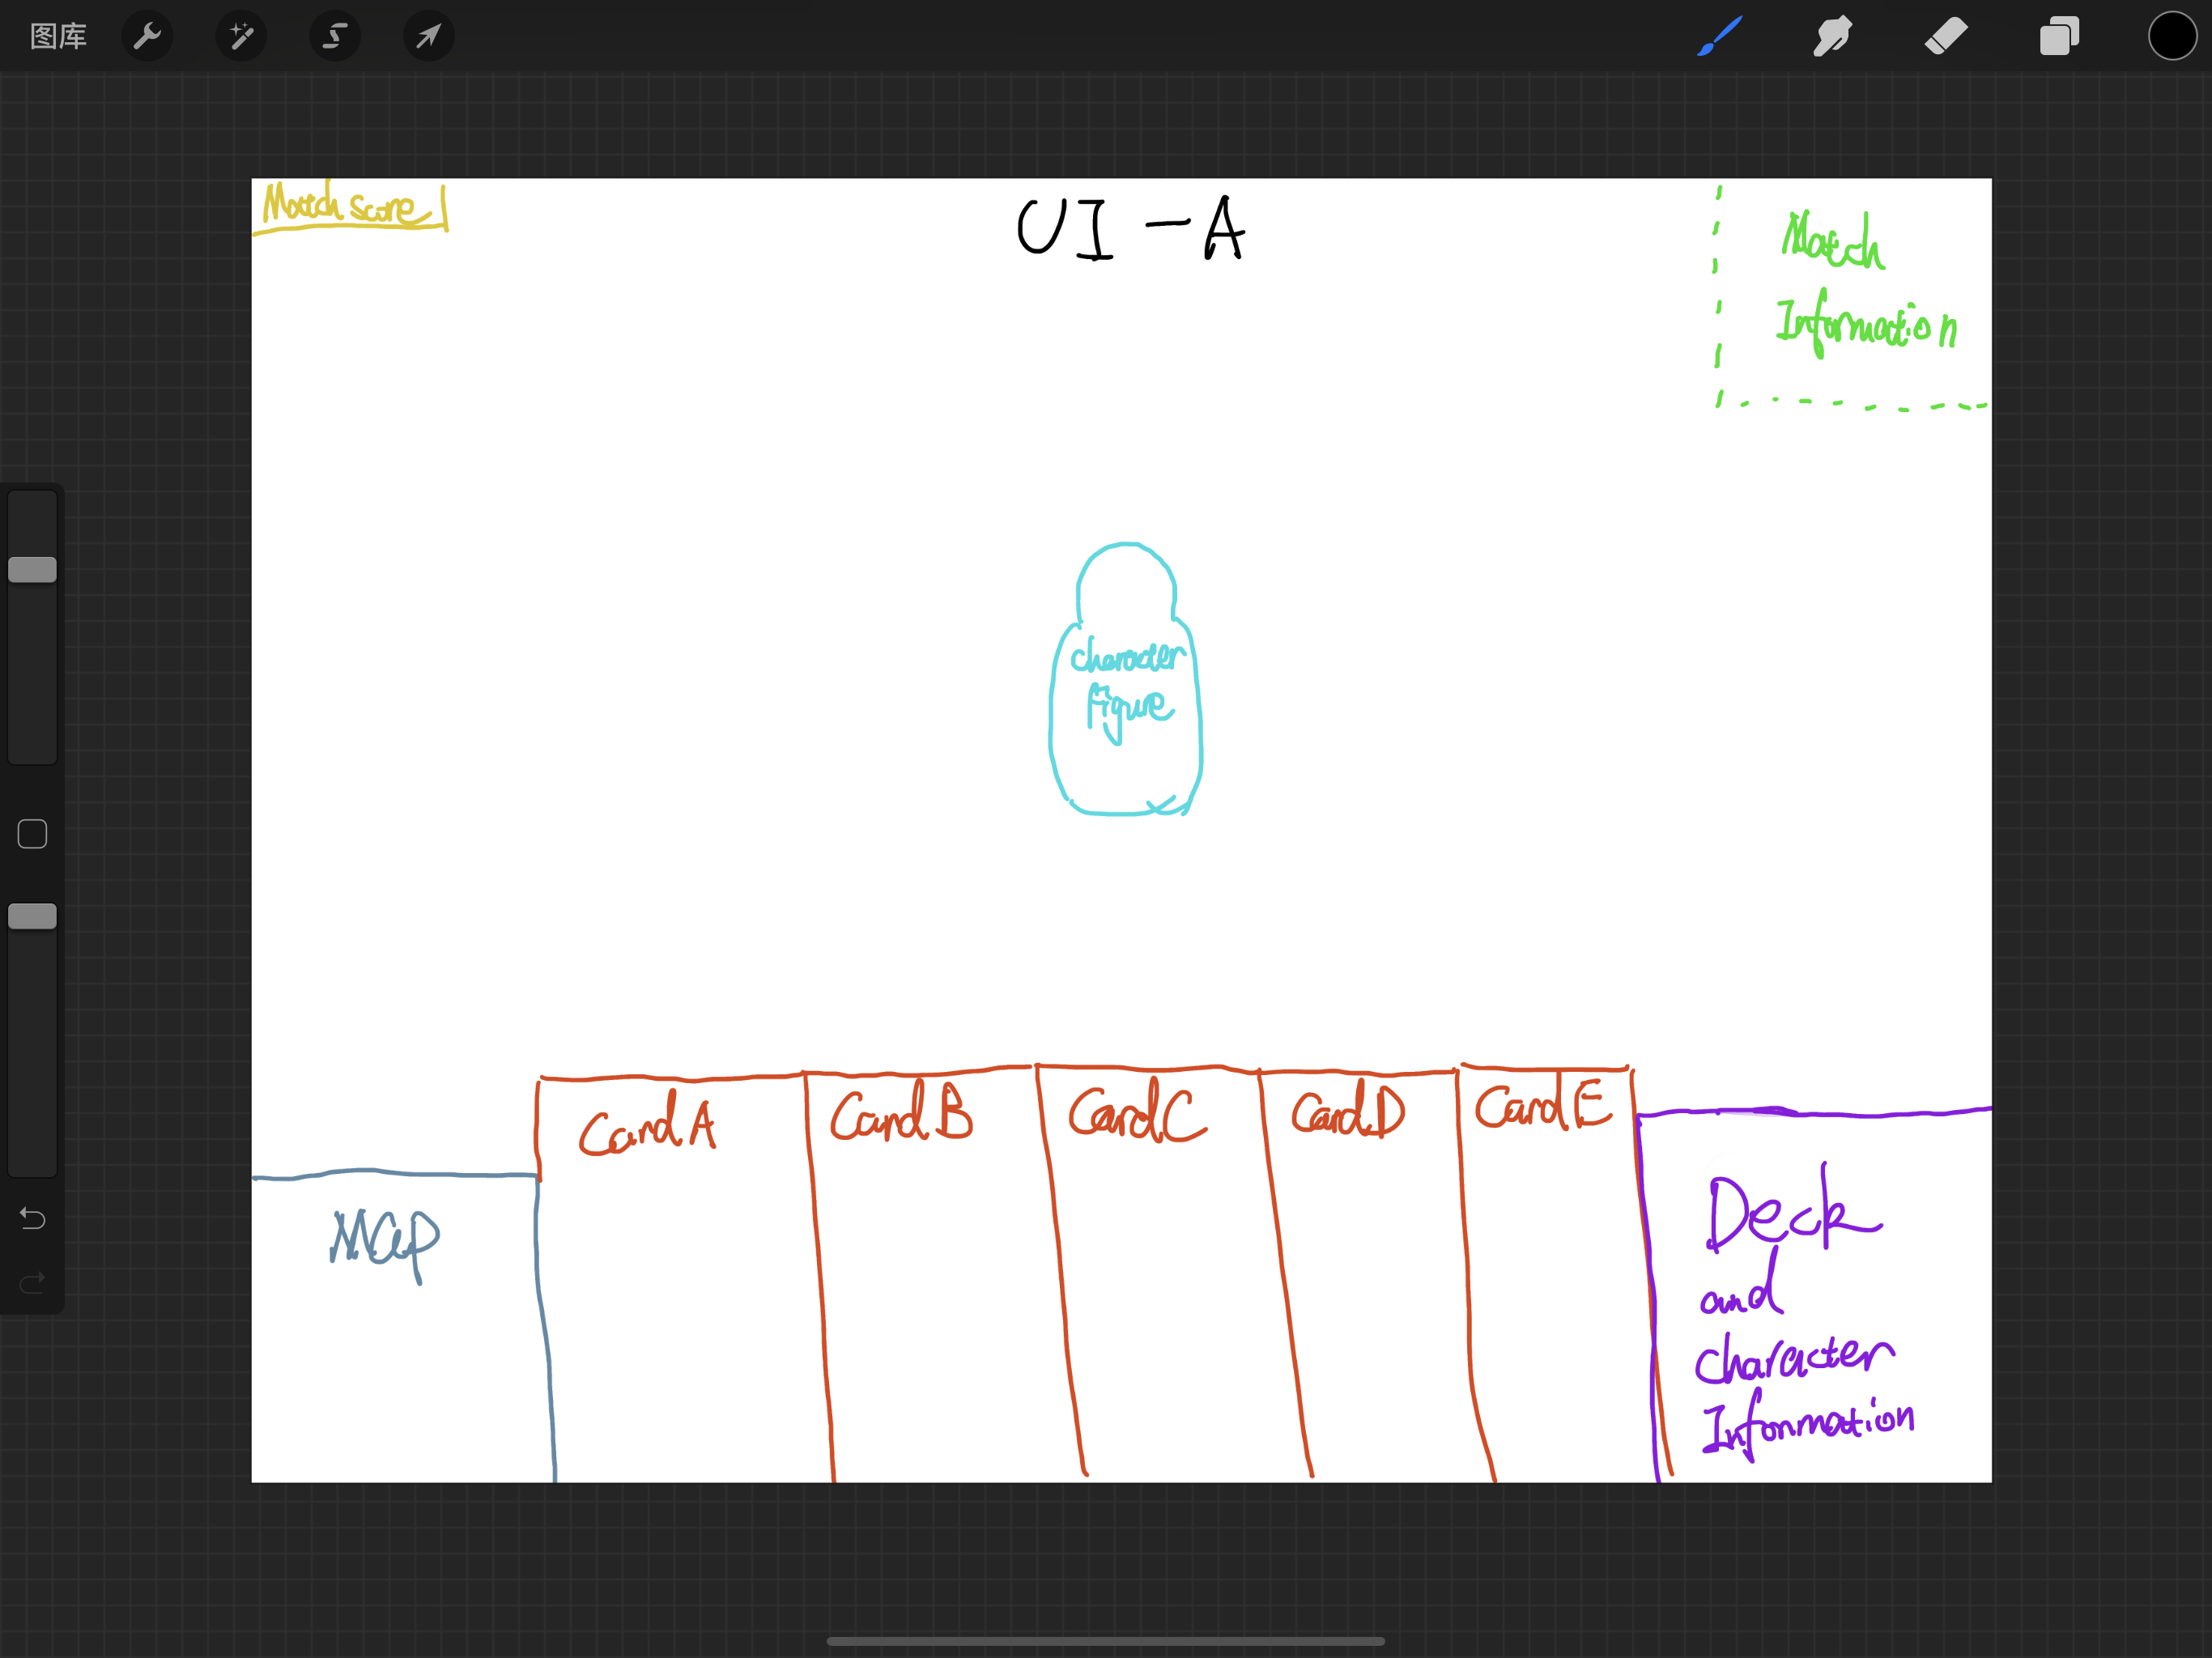 图库
Match score
UI-A
Match
Information
Character
Figure
Card A
Card B
Card C
Card D
Card E
Map
Deck
and
Character
Information